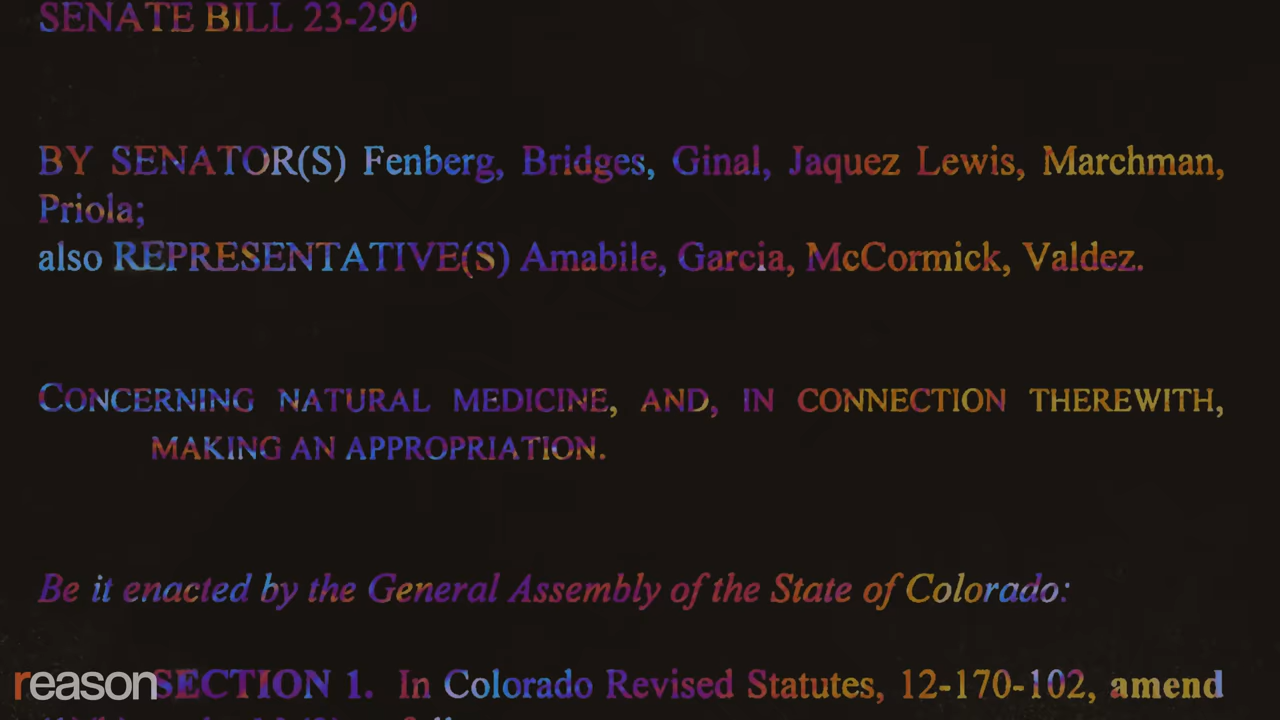 SENATE BILL 23-290
BY SENATOR(S) Fenberg, Bridges, Ginal, Jaquez Lewis, Marchman,
Priola;
also REPRESENTATIVE(S) Amabile, Garcia, McCormick, Valdez.
CONCERNING NATURAL MEDICINE, AND, IN CONNECTION THEREWITH,
MAKING AN APPROPRIATION.
Be it enacted by the General Assembly of the State of Colorado:
SECTION 1. In Colorado Revised Statutes, 12-170-102, amend
reason